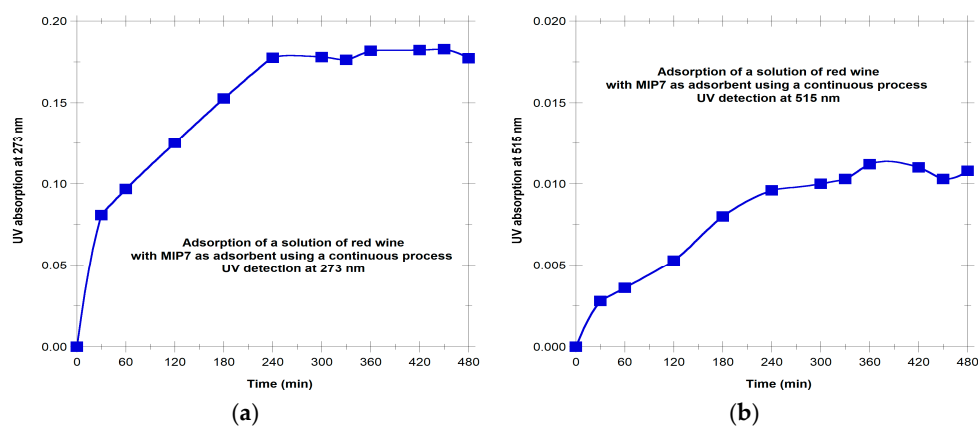 0.20
0.15
0.10
0.05
0.00
UV absorption at 273 nm
Adsorption of a solution of red wine
with MIP7 as adsorbent using a continuous process
UV detection at 273 nm
0 60 120 180 240 300 360 420 480
Time (min)
(a)
0.020
0.015
0.010
0.005
0.000
UV absorption at 515 nm
Adsorption of a solution of red wine
with MIP7 as adsorbent using a continuous process
UV detection at 515 nm
0 60 120 180 240 300 360 420 480
Time (min)
(b)